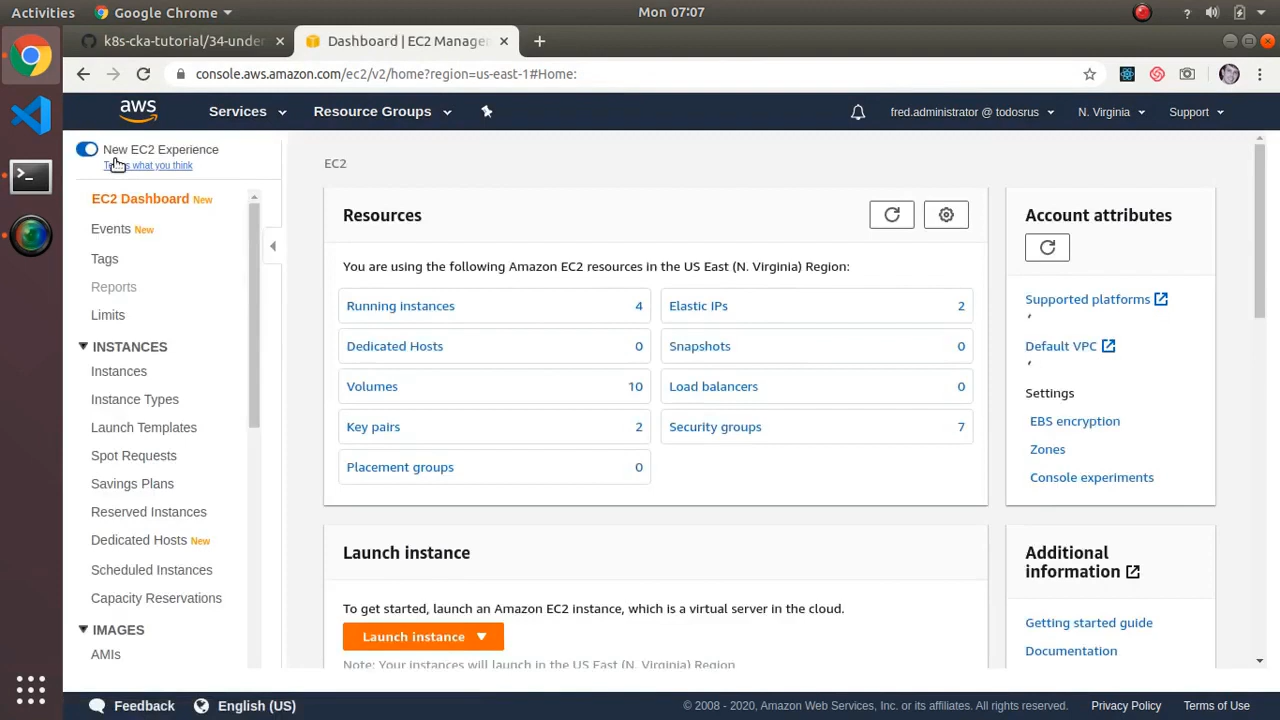 Activities
Google Chrome
Mon 07:07
k8s-cka-tutorial/34-unde
Dashboard | EC2 Manage
console.aws.amazon.com/ec2/v2/home?region=us-east-1#Home:
aws
Services
Resource Groups
fred.administrator @ todosrus
N. Virginia
Support
New EC2 Experience
what you think
EC2 Dashboard New
Events New
Tags
Reports
Limits
INSTANCES
Instances
Instance Types
Launch Templates
Spot Requests
Savings Plans
Reserved Instances
Dedicated Hosts New
Scheduled Instances
Capacity Reservations
IMAGES
AMIs
EC2
Resources
You are using the following Amazon EC2 resources in the US East (N. Virginia) Region:
Running instances 4
Elastic IPs 2
Dedicated Hosts 0
Snapshots 0
Volumes 10
Load balancers 0
Key pairs 2
Security groups 7
Placement groups 0
Launch instance
To get started, launch an Amazon EC2 instance, which is a virtual server in the cloud.
Launch instance
Note: Your instances will launch in the US East (N. Virginia) Region
Account attributes
Supported platforms
Default VPC
Settings
EBS encryption
Zones
Console experiments
Additional
information
Getting started guide
Documentation
Feedback
English (US)
© 2008 - 2020, Amazon Web Services, Inc. or its affiliates. All rights reserved.
Privacy Policy
Terms of Use